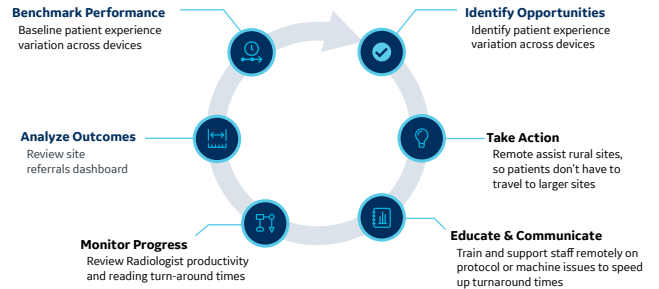 Benchmark Performance
Baseline patient experience
variation across devices
Identify Opportunities
Identify patient experience
variation across devices
Analyze Outcomes
Review site
referrals dashboard
Take Action
Remote assist rural sites,
so patients don't have to
travel to larger sites
Monitor Progress
Review Radiologist productivity
and reading turn-around times
Educate & Communicate
Train and support staff remotely on
protocol or machine issues to speed
up turnaround times